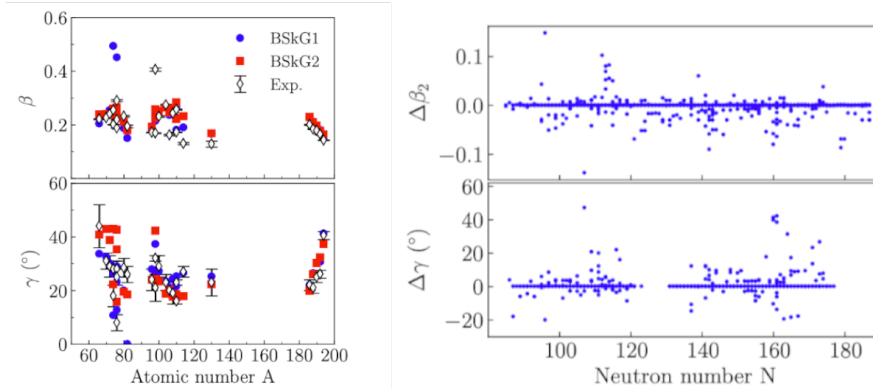 0.6
0.4
0.2
0.0
β
BSkG1
BSkG2
Exp.
60
40
20
0
γ (°)
60 80 100 120 140 160 180 200
Atomic number A
0.1
0.0
−0.1
Δβ₂
60
40
20
0
−20
Δγ (°)
100 120 140 160 180
Neutron number N